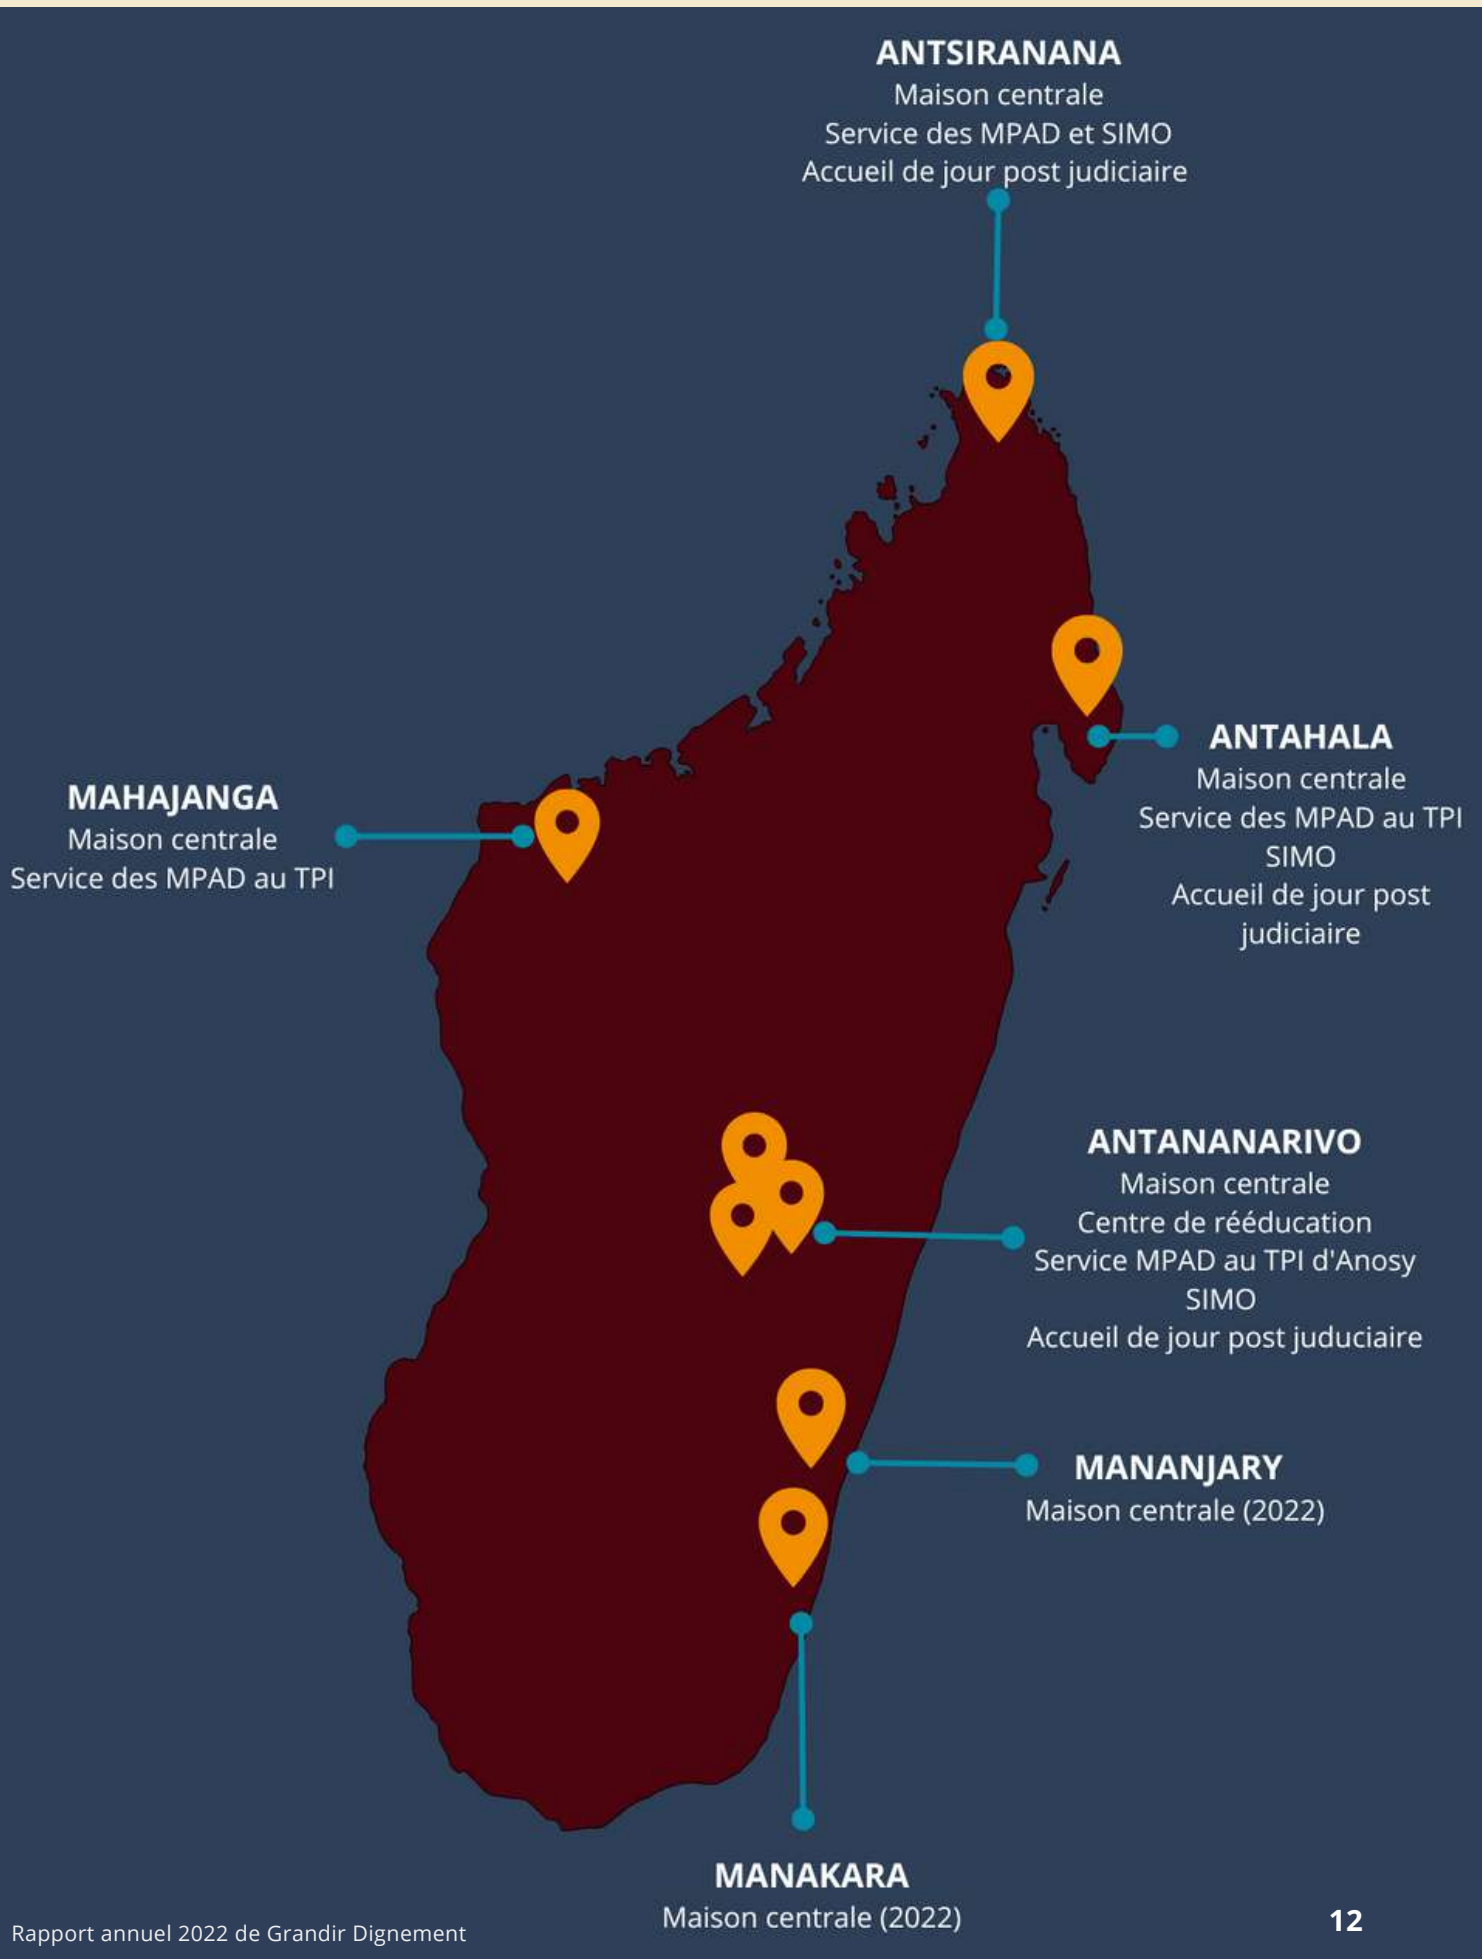 ANTSIRANANA
Maison centrale
Service des MPAD et SIMO
Accueil de jour post judiciaire
ANTAHALA
Maison centrale
Service des MPAD au TPI
SIMO
Accueil de jour post
judiciaire
MAHAJANGA
Maison centrale
Service des MPAD au TPI
ANTANANARIVO
Maison centrale
Centre de rééducation
Service MPAD au TPI d'Anosy
SIMO
Accueil de jour post juduciaire
MANANJARY
Maison centrale (2022)
MANAKARA
Maison centrale (2022)
Rapport annuel 2022 de Grandir Dignement
12